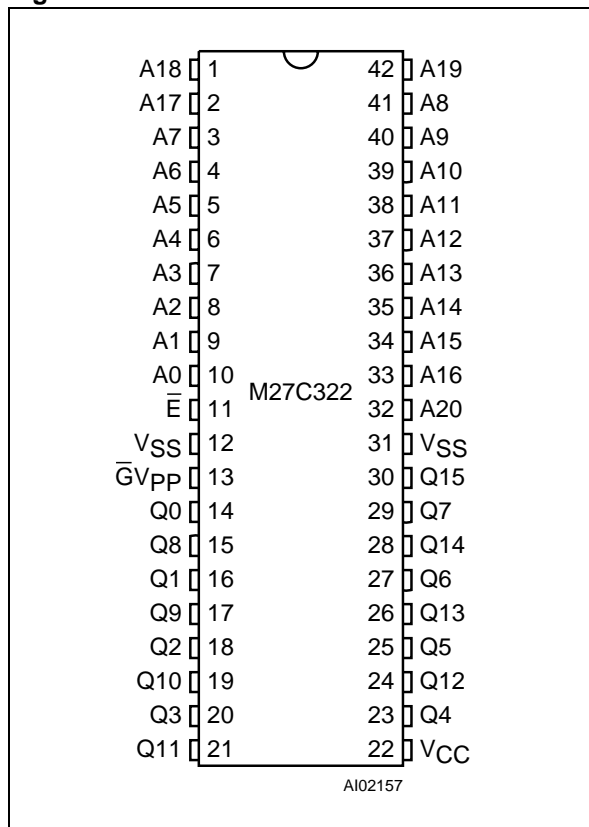 A18 1 42 A19
A17 2 41 A8
A7 3 40 A9
A6 4 39 A10
A5 5 38 A11
A4 6 37 A12
A3 7 36 A13
A2 8 35 A14
A1 9 34 A15
A0 10 33 A16
M27C322
E̅ 11 32 A20
VSS 12 31 VSS
G̅VPP 13 30 Q15
Q0 14 29 Q7
Q8 15 28 Q14
Q1 16 27 Q6
Q9 17 26 Q13
Q2 18 25 Q5
Q10 19 24 Q12
Q3 20 23 Q4
Q11 21 22 VCC
AI02157